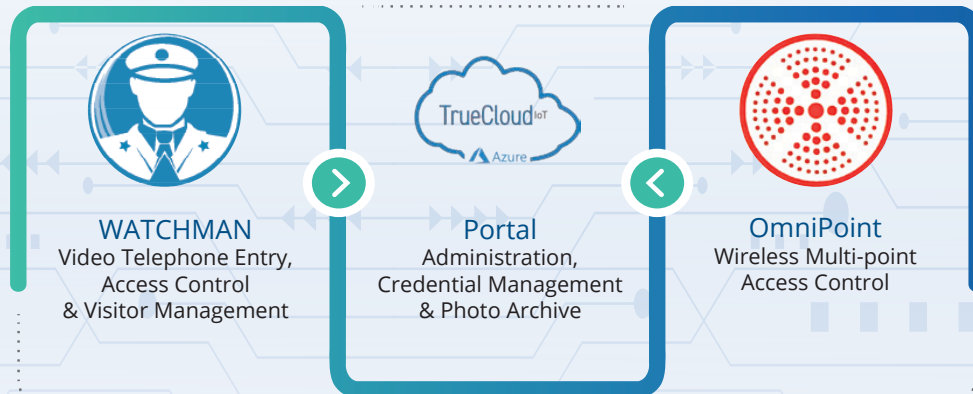 WATCHMAN
Video Telephone Entry,
Access Control
& Visitor Management
TrueCloud IoT
Azure
Portal
Administration,
Credential Management
& Photo Archive
OmniPoint
Wireless Multi-point
Access Control